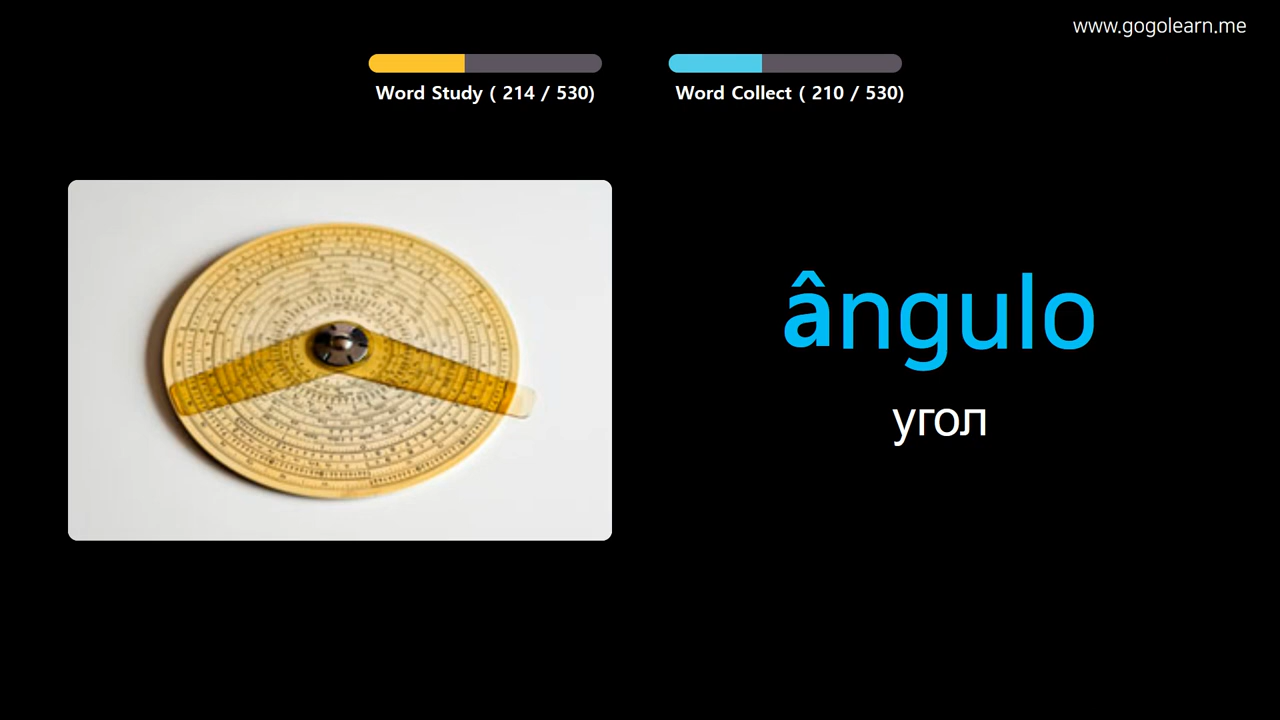 www.gogolearn.me
Word Study ( 214 / 530)
Word Collect ( 210 / 530)
ângulo
угол